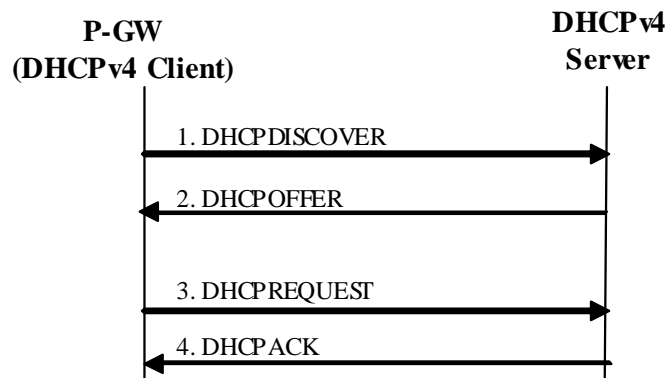 P-GW
(DHCPv4 Client)
DHCPv4
Server
1. DHCPDISCOVER
2. DHCPOFFER
3. DHCPREQUEST
4. DHCPACK